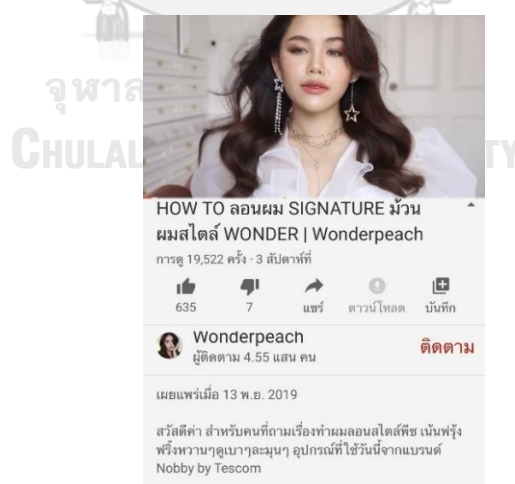 จุฬาล
CHULAL TY
HOW TO ลอนผม SIGNATURE ม้วน
ผมสไตล์ WONDER | Wonderpeach
การดู 19,522 ครั้ง · 3 สัปดาห์ที่
635 7 แชร์ ดาวน์โหลด บันทึก
Wonderpeach
ผู้ติดตาม 4.55 แสน คน
ติดตาม
เผยแพร่เมื่อ 13 พ.ย. 2019
สวัสดีค่า สำหรับคนที่ถามเรื่องทำผมลอนสไตล์พีช เน้นฟรุ้ง
ฟริ้งหวานๆดูเบาๆละมุนๆ อุปกรณ์ที่ใช้วันนี้จากแบรนด์
Nobby by Tescom